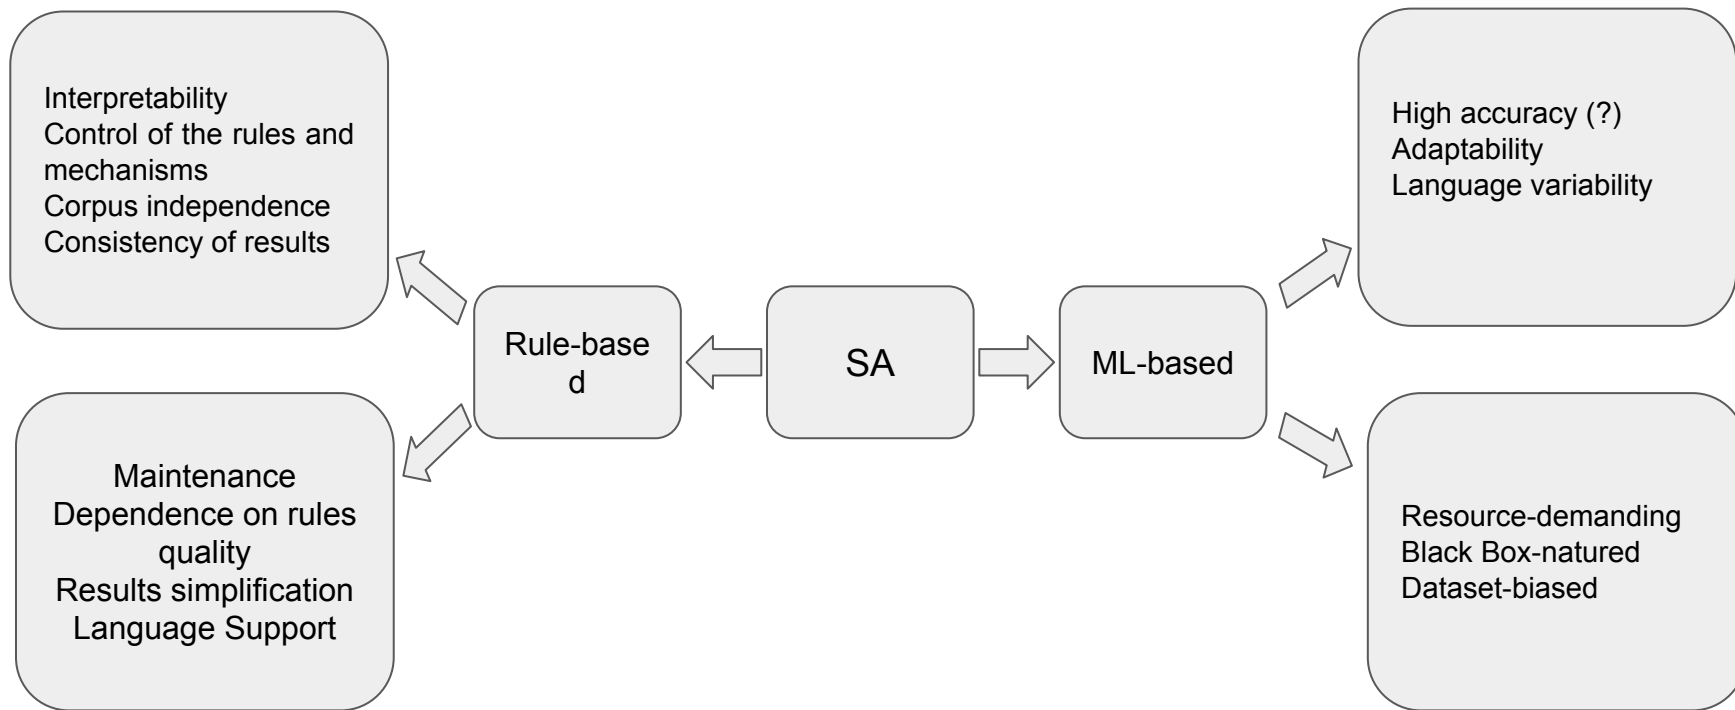 Interpretability
Control of the rules and
mechanisms
Corpus independence
Consistency of results
Maintenance
Dependence on rules
quality
Results simplification
Language Support
Rule-base
d
SA
ML-based
High accuracy (?)
Adaptability
Language variability
Resource-demanding
Black Box-natured
Dataset-biased